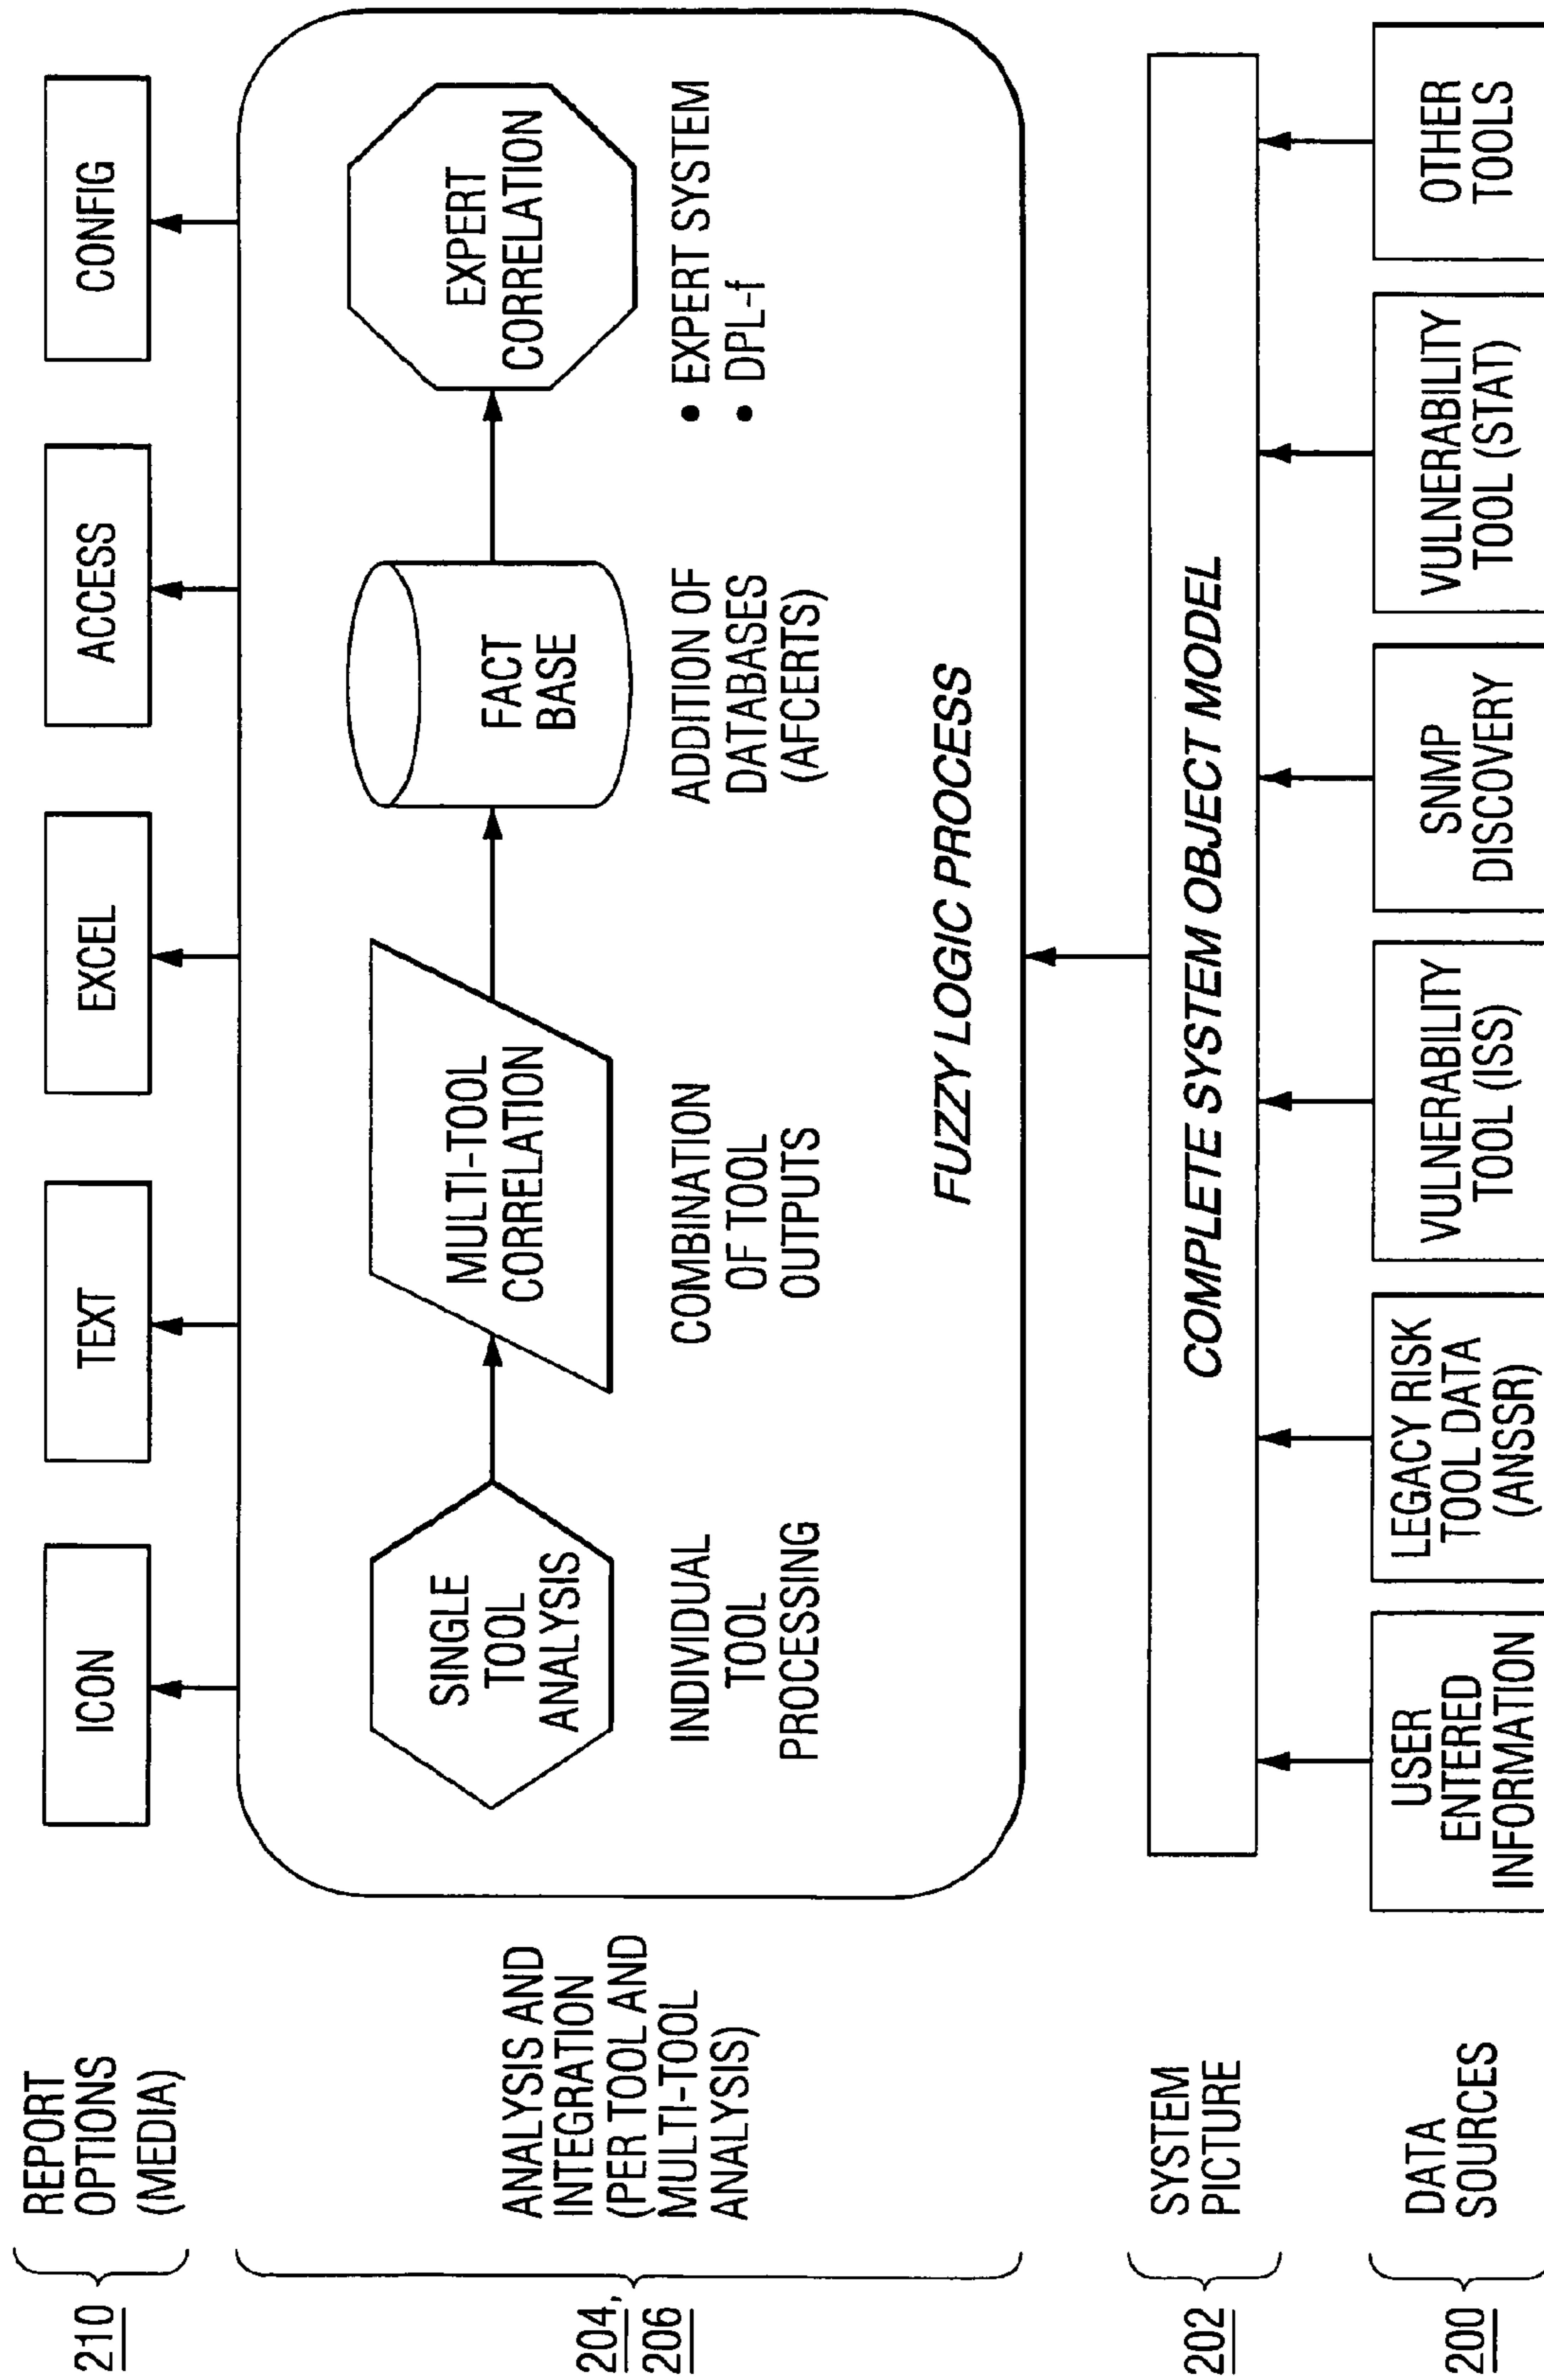 210
REPORT
OPTIONS
(MEDIA)
ICON
TEXT
EXCEL
ACCESS
CONFIG
204,
206
ANALYSIS AND
INTEGRATION
(PER TOOL AND
MULTI-TOOL
ANALYSIS)
SINGLE
TOOL
ANALYSIS
MULTI-TOOL
CORRELATION
FACT
BASE
EXPERT
CORRELATION
INDIVIDUAL
TOOL
PROCESSING
COMBINATION
OF TOOL
OUTPUTS
ADDITION OF
DATABASES
(AFCERTS)
• EXPERT SYSTEM
• DPL-f
FUZZY LOGIC PROCESS
202
SYSTEM
PICTURE
COMPLETE SYSTEM OBJECT MODEL
200
DATA
SOURCES
USER
ENTERED
INFORMATION
LEGACY RISK
TOOL DATA
(ANSSR)
VULNERABILITY
TOOL (ISS)
SNMP
DISCOVERY
VULNERABILITY
TOOL (STAT)
OTHER
TOOLS